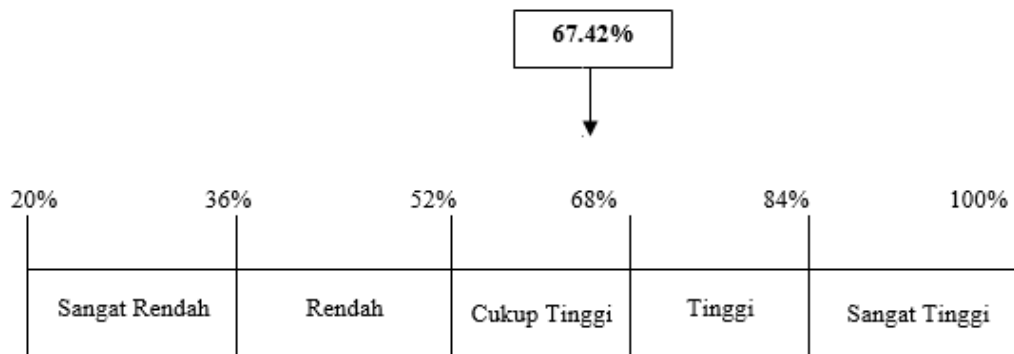 67.42%
20% 36% 52% 68% 84% 100%
Sangat Rendah Rendah Cukup Tinggi Tinggi Sangat Tinggi